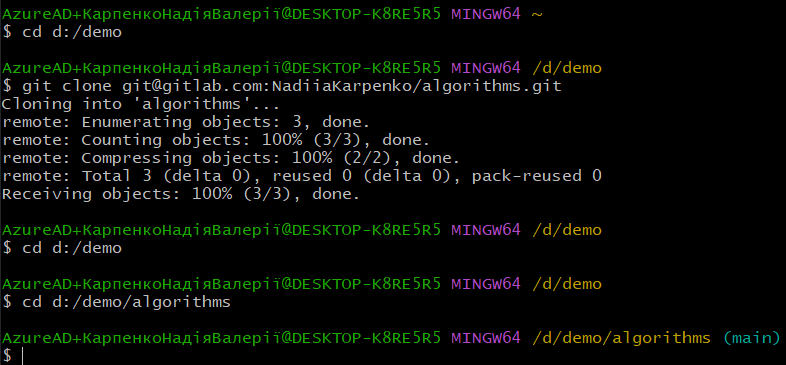 AzureAD+КарпенкоНадіяВалерії@DESKTOP-K8RE5R5 MINGW64 ~
$ cd d:/demo
AzureAD+КарпенкоНадіяВалерії@DESKTOP-K8RE5R5 MINGW64 /d/demo
$ git clone git@gitlab.com:NadiiaKarpenko/algorithms.git
Cloning into 'algorithms'...
remote: Enumerating objects: 3, done.
remote: Counting objects: 100% (3/3), done.
remote: Compressing objects: 100% (2/2), done.
remote: Total 3 (delta 0), reused 0 (delta 0), pack-reused 0
Receiving objects: 100% (3/3), done.
AzureAD+КарпенкоНадіяВалерії@DESKTOP-K8RE5R5 MINGW64 /d/demo
$ cd d:/demo
AzureAD+КарпенкоНадіяВалерії@DESKTOP-K8RE5R5 MINGW64 /d/demo
$ cd d:/demo/algorithms
AzureAD+КарпенкоНадіяВалерії@DESKTOP-K8RE5R5 MINGW64 /d/demo/algorithms (main)
$